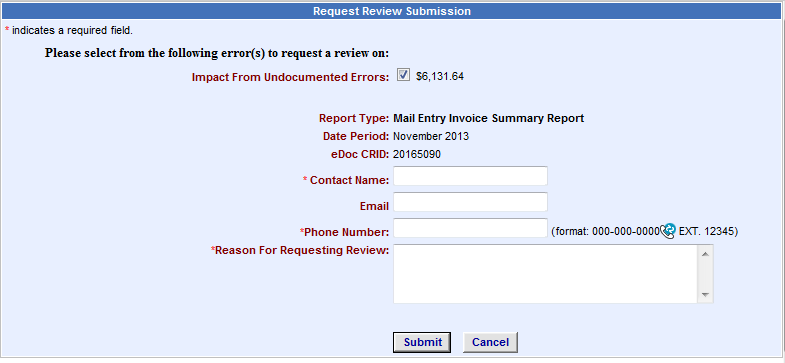 Request Review Submission
* indicates a required field.
Please select from the following error(s) to request a review on:
Impact From Undocumented Errors: $6,131.64
Report Type: Mail Entry Invoice Summary Report
Date Period: November 2013
eDoc CRID: 20165090
* Contact Name:
Email
*Phone Number: (format: 000-000-0000 EXT. 12345)
*Reason For Requesting Review:
Submit Cancel